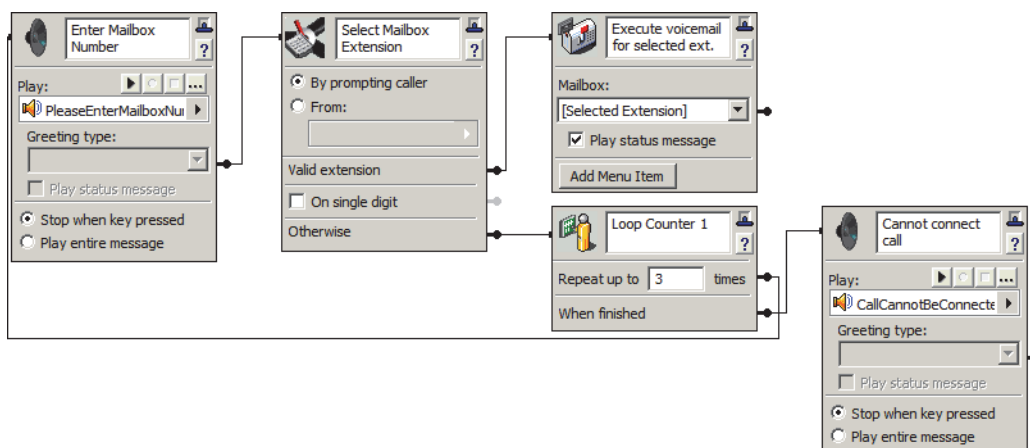 Enter Mailbox
Number
?
Play:
...
PleaseEnterMailboxNu
Greeting type:
Play status message
Stop when key pressed
Play entire message
Select Mailbox
Extension
?
By prompting caller
From:
Valid extension
On single digit
Otherwise
Execute voicemail
for selected ext.
?
Mailbox:
[Selected Extension]
Play status message
Add Menu Item
Loop Counter 1
?
Repeat up to 3 times
When finished
Cannot connect
call
?
Play:
...
CallCannotBeConnecte
Greeting type:
Play status message
Stop when key pressed
Play entire message